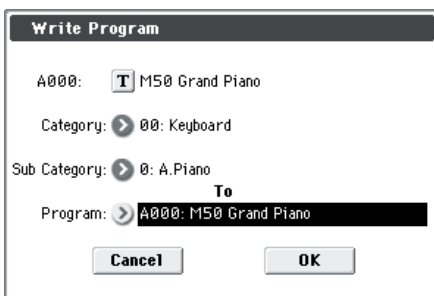 Write Program
A000: T M50 Grand Piano
Category: 00: Keyboard
Sub Category: 0: A.Piano
To
Program: A000: M50 Grand Piano
Cancel OK